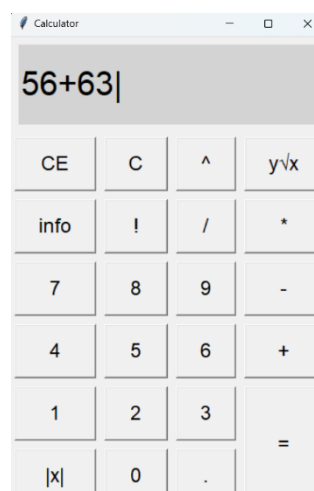 Calculator
56+63|
CE C ^ y√x
info ! / *
7 8 9 -
4 5 6 +
1 2 3 =
|x| 0 .